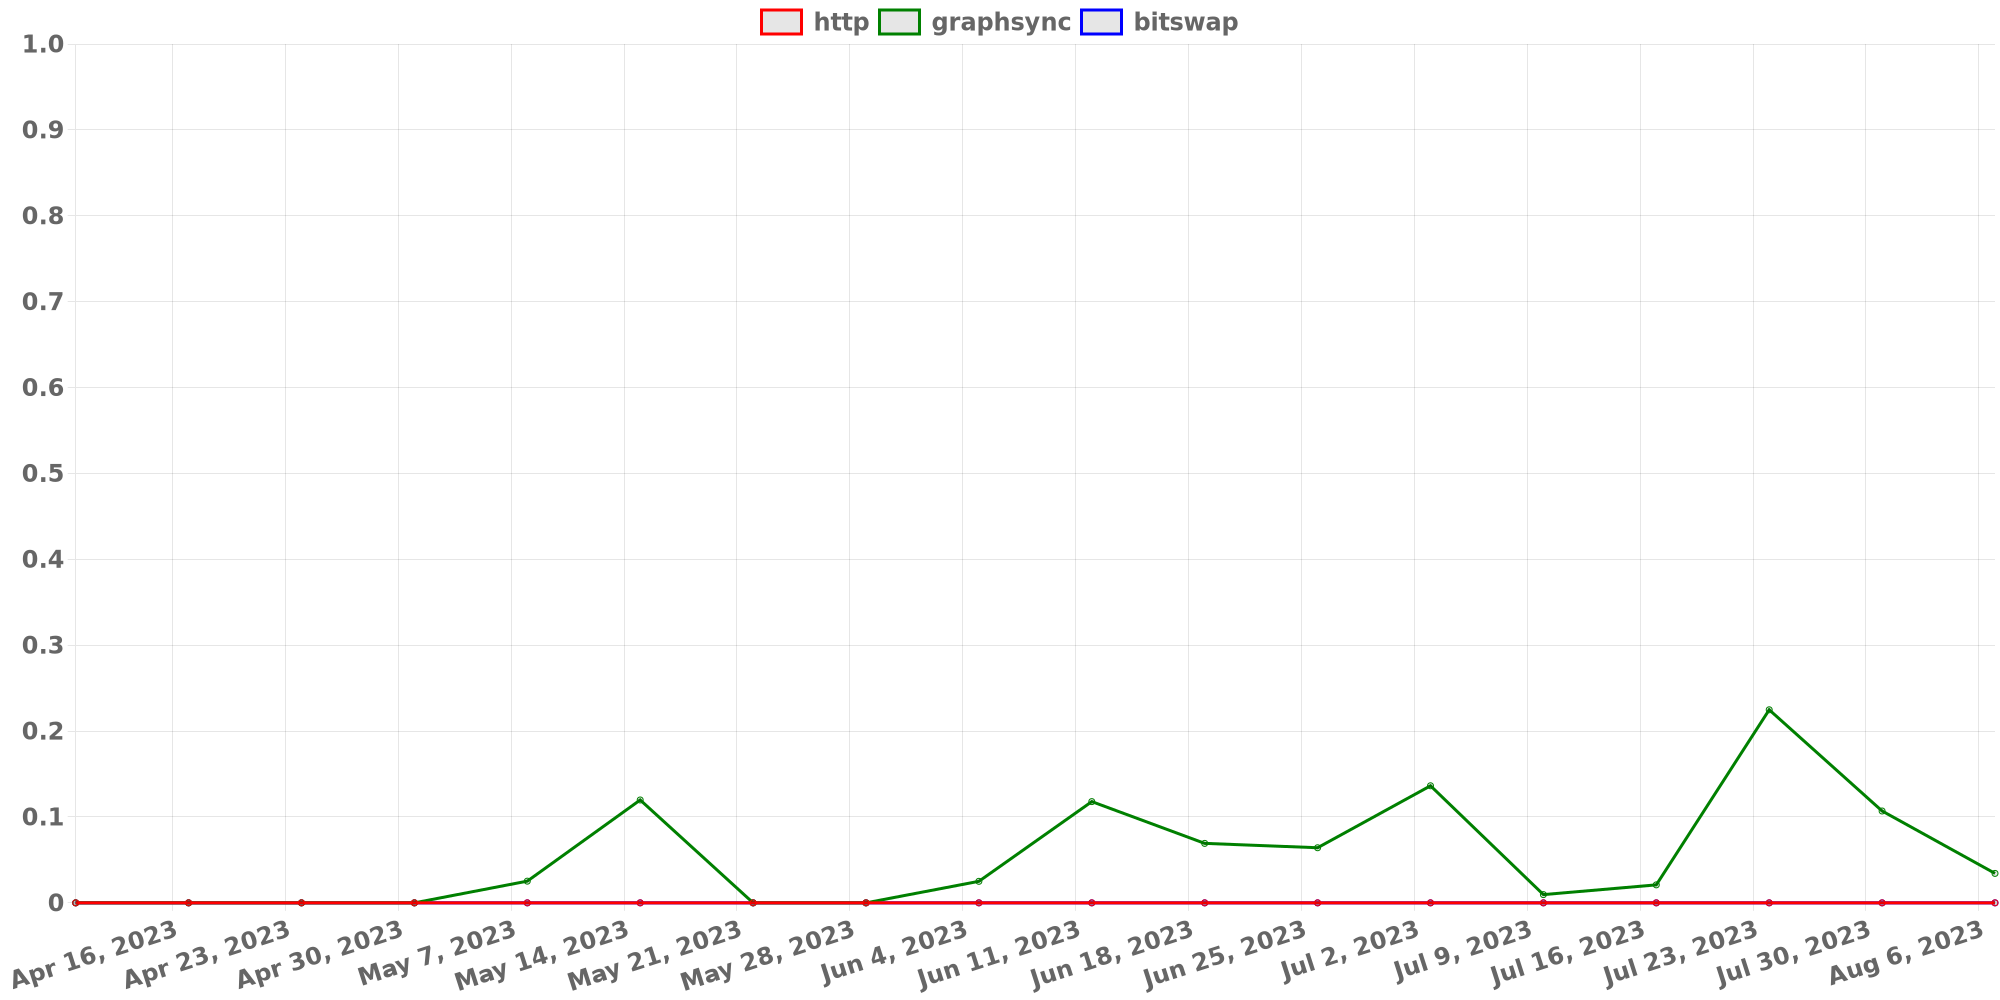 http graphsync bitswap
1.0
0.9
0.8
0.7
0.6
0.5
0.4
0.3
0.2
0.1
0
Apr 16, 2023
Apr 23, 2023
Apr 30, 2023
May 7, 2023
May 14, 2023
May 21, 2023
May 28, 2023
Jun 4, 2023
Jun 11, 2023
Jun 18, 2023
Jun 25, 2023
Jul 2, 2023
Jul 9, 2023
Jul 16, 2023
Jul 23, 2023
Jul 30, 2023
Aug 6, 2023